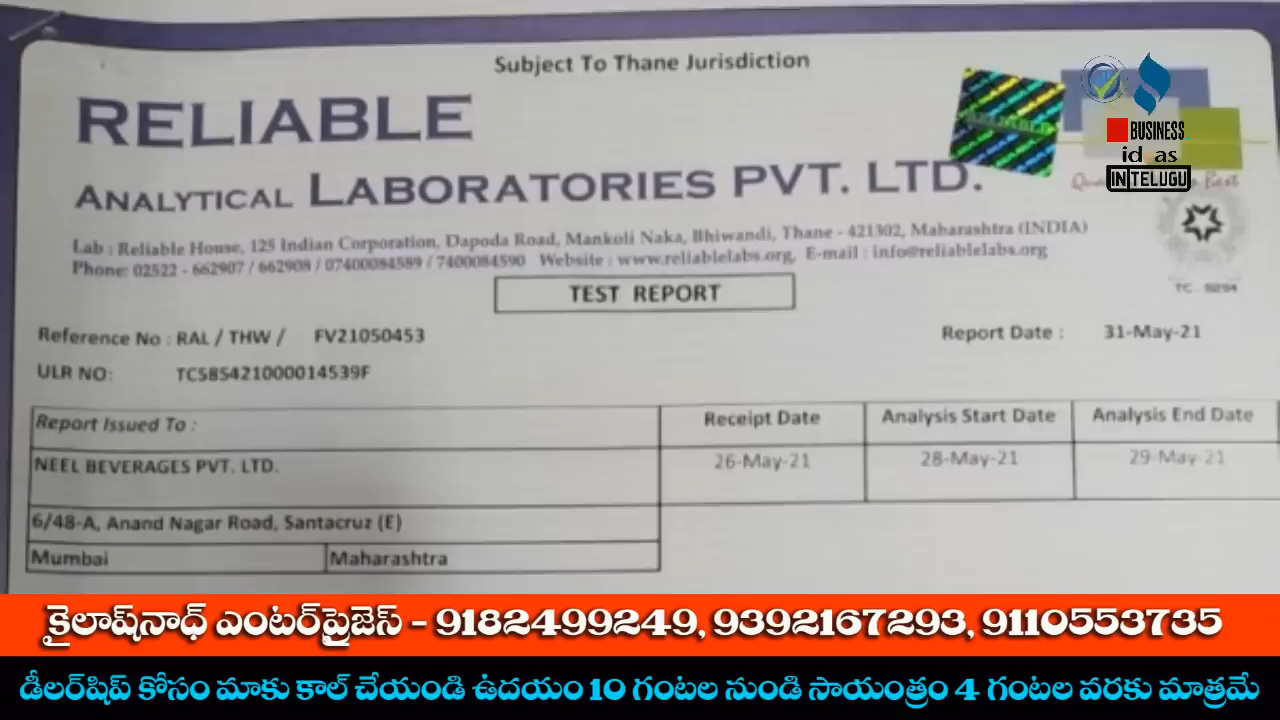 Subject To Thane Jurisdiction
RELIABLE
ANALYTICAL LABORATORIES PVT. LTD.
BUSINESS
id as
IN TELUGU
Lab : Reliable House, 125 Indian Corporation, Dapoda Road, Mankoli Naka, Bhiwandi, Thane - 421302, Maharashtra (INDIA)
Phone: 02522 - 662907 / 662908 / 07400084589 / 7400084590 Website : www.reliablelabs.org, E-mail : info@reliablelabs.org
TEST REPORT
Reference No : RAL / THW / FV21050453 Report Date : 31-May-21
ULR NO: TC585421000014539F
Report Issued To : Receipt Date Analysis Start Date Analysis End Date
NEEL BEVERAGES PVT. LTD. 26-May-21 28-May-21 29-May-21
6/48-A, Anand Nagar Road, Santacruz (E)
Mumbai Maharashtra
కైలాష్‌నాధ్ ఎంటర్‌ప్రైజెస్ - 9182499249, 9392167293, 9110553735
డీలర్‌షిప్ కోసం మాకు కాల్ చేయండి ఉదయం 10 గంటల నుండి సాయంత్రం 4 గంటల వరకు మాత్రమే